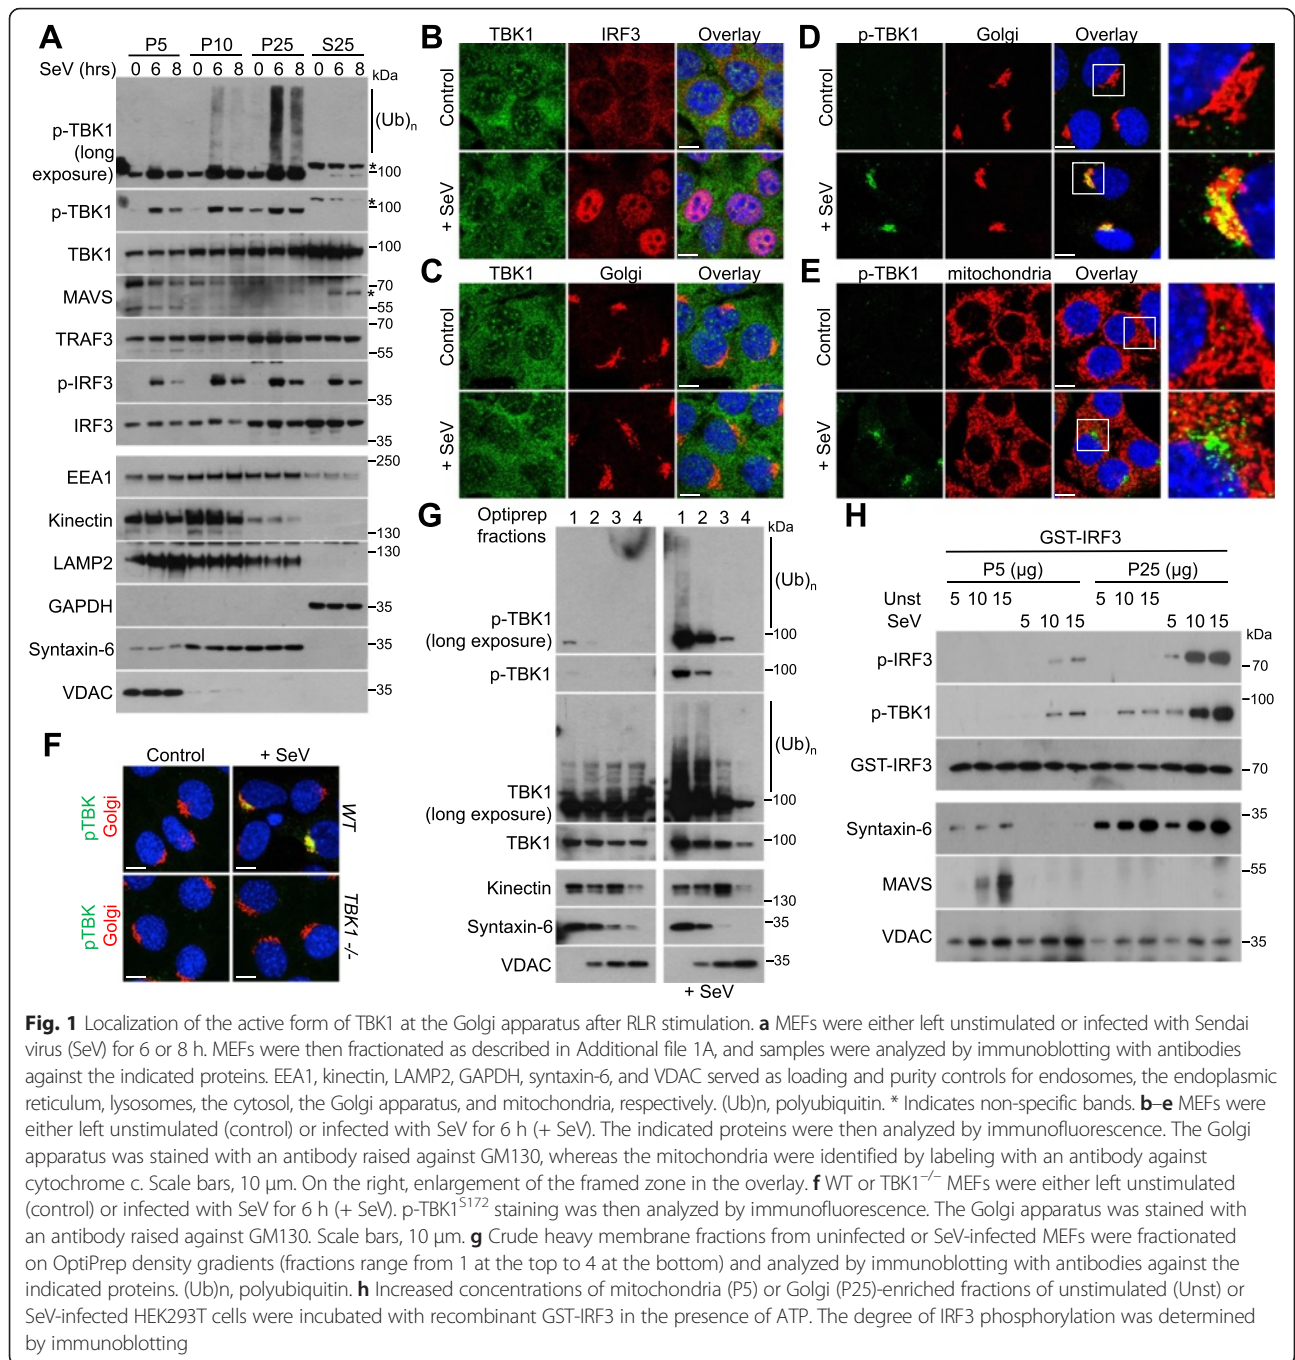 A
P5 P10 P25 S25
SeV (hrs) 0 6 8 0 6 8 0 6 8 0 6 8 kDa
p-TBK1
(long
exposure)
(Ub)n
*
100
p-TBK1
*
100
TBK1
100
MAVS
70
*
55
TRAF3
70
55
p-IRF3
35
IRF3
35
EEA1
250
Kinectin
130
LAMP2
130
GAPDH
35
Syntaxin-6
35
VDAC
35
B
TBK1 IRF3 Overlay
Control
+ SeV
C
TBK1 Golgi Overlay
Control
+ SeV
D
p-TBK1 Golgi Overlay
Control
+ SeV
E
p-TBK1 mitochondria Overlay
Control
+ SeV
F
Control + SeV
pTBK
Golgi
WT
pTBK
Golgi
TBK1 -/-
G
Optiprep
fractions
1 2 3 4 1 2 3 4 kDa
(Ub)n
p-TBK1
(long exposure)
100
p-TBK1
100
(Ub)n
TBK1
(long exposure)
100
TBK1
100
Kinectin
130
Syntaxin-6
35
VDAC
35
+ SeV
H
GST-IRF3
P5 (µg) P25 (µg)
Unst 5 10 15 5 10 15
SeV 5 10 15 5 10 15
kDa
p-IRF3
70
p-TBK1
100
GST-IRF3
70
Syntaxin-6
35
MAVS
55
VDAC
35
Fig. 1 Localization of the active form of TBK1 at the Golgi apparatus after RLR stimulation. a MEFs were either left unstimulated or infected with Sendai
virus (SeV) for 6 or 8 h. MEFs were then fractionated as described in Additional file 1A, and samples were analyzed by immunoblotting with antibodies
against the indicated proteins. EEA1, kinectin, LAMP2, GAPDH, syntaxin-6, and VDAC served as loading and purity controls for endosomes, the endoplasmic
reticulum, lysosomes, the cytosol, the Golgi apparatus, and mitochondria, respectively. (Ub)n, polyubiquitin. * Indicates non-specific bands. b–e MEFs were
either left unstimulated (control) or infected with SeV for 6 h (+ SeV). The indicated proteins were then analyzed by immunofluorescence. The Golgi
apparatus was stained with an antibody raised against GM130, whereas the mitochondria were identified by labeling with an antibody against
cytochrome c. Scale bars, 10 µm. On the right, enlargement of the framed zone in the overlay. f WT or TBK1−/− MEFs were either left unstimulated
(control) or infected with SeV for 6 h (+ SeV). p-TBK1S172 staining was then analyzed by immunofluorescence. The Golgi apparatus was stained with
an antibody raised against GM130. Scale bars, 10 µm. g Crude heavy membrane fractions from uninfected or SeV-infected MEFs were fractionated
on OptiPrep density gradients (fractions range from 1 at the top to 4 at the bottom) and analyzed by immunoblotting with antibodies against the
indicated proteins. (Ub)n, polyubiquitin. h Increased concentrations of mitochondria (P5) or Golgi (P25)-enriched fractions of unstimulated (Unst) or
SeV-infected HEK293T cells were incubated with recombinant GST-IRF3 in the presence of ATP. The degree of IRF3 phosphorylation was determined
by immunoblotting